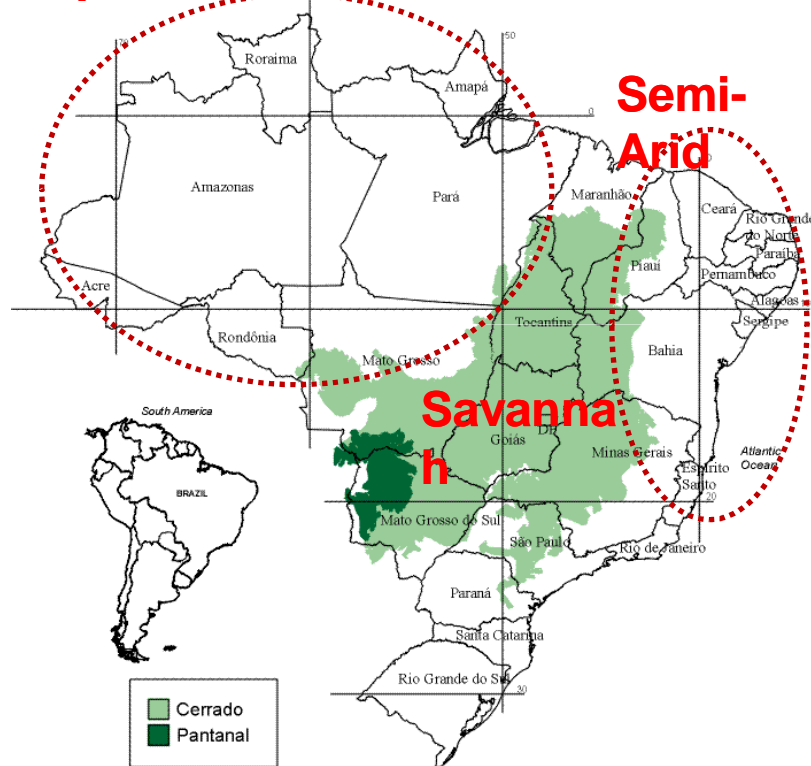 50
70
Roraima
Amapá
0
Semi-
Arid
Amazonas
Pará
Maranhão
Ceará
Rio Grande
do Norte
Paraíba
Piauí
Pernambuco
Acre
Alagoas
Sergipe
Tocantins
Rondônia
Bahia
Mato Grosso
Savanna
h
DF
Goiás
Minas Gerais
South America
BRAZIL
Atlantic
Ocean
Espírito
Santo
20
Mato Grosso do Sul
São Paulo
Rio de Janeiro
Paraná
Santa Catarina
Rio Grande do Sul
30
Cerrado
Pantanal